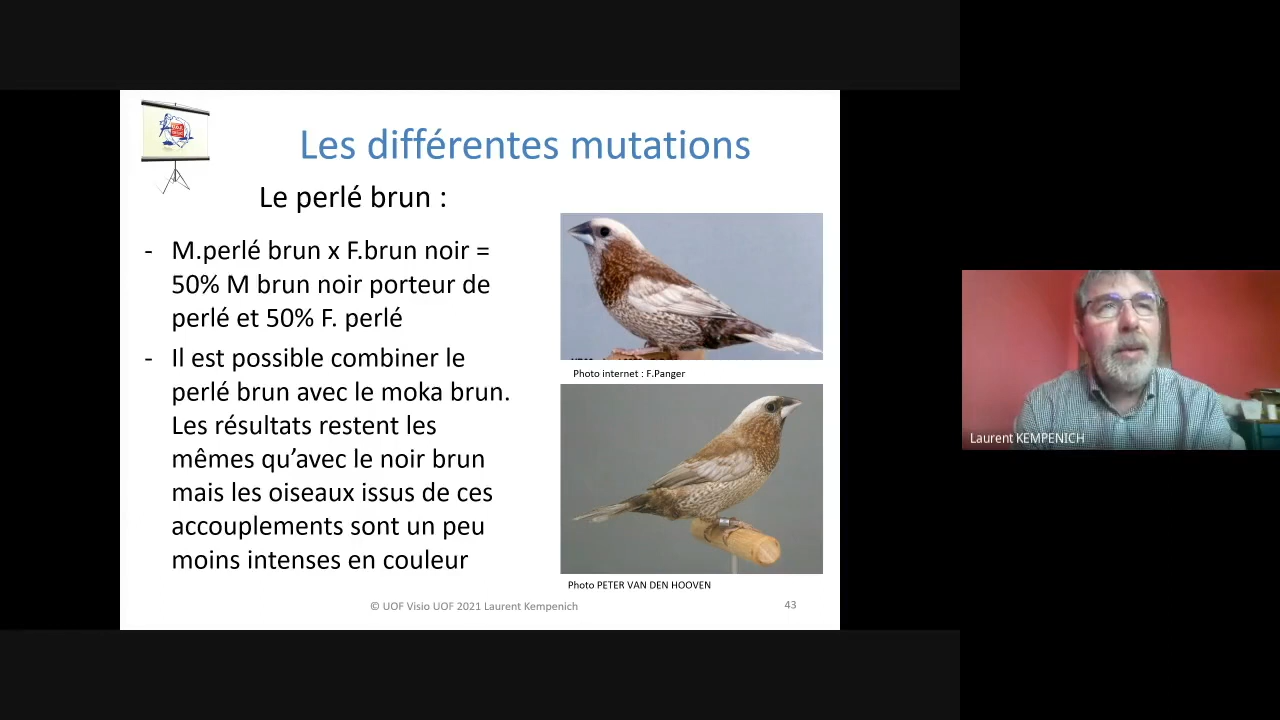 Les différentes mutations
Le perlé brun :
- M.perlé brun x F.brun noir =
50% M brun noir porteur de
perlé et 50% F. perlé
- Il est possible combiner le
perlé brun avec le moka brun.
Les résultats restent les
mêmes qu’avec le noir brun
mais les oiseaux issus de ces
accouplements sont un peu
moins intenses en couleur
Photo internet : F.Panger
Photo PETER VAN DEN HOOVEN
© UOF Visio UOF 2021 Laurent Kempenich
43
Laurent KEMPENICH